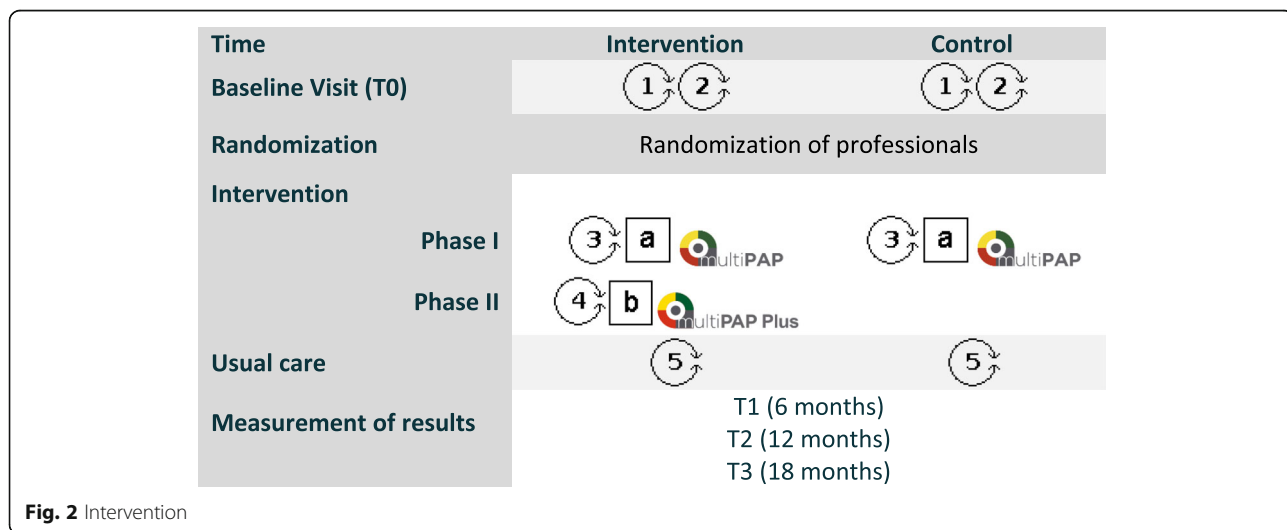 Time Intervention Control
Baseline Visit (T0) 1 2 1 2
Randomization Randomization of professionals
Intervention
Phase I 3 a multiPAP 3 a multiPAP
Phase II 4 b multiPAP Plus
Usual care 5 5
Measurement of results
T1 (6 months)
T2 (12 months)
T3 (18 months)
Fig. 2 Intervention